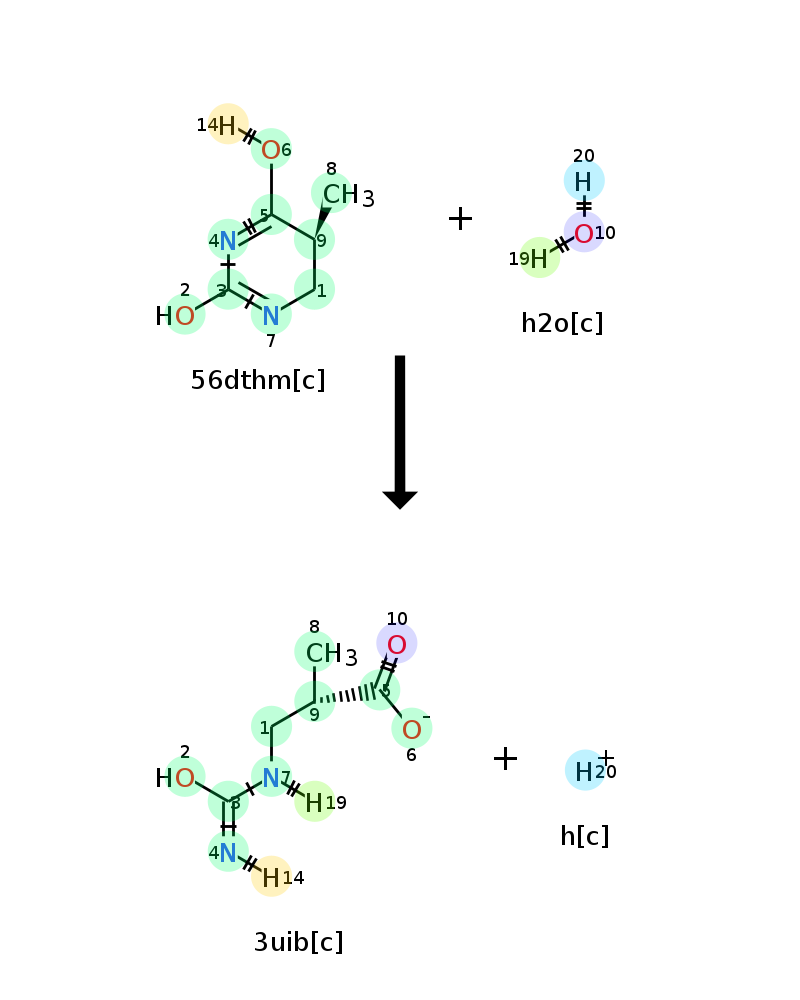 14H O6
8
CH3
5
4N 9
20
H
O10
19H
+
2 3 1
HO N
7
56dthm[c]
h2o[c]
8
CH3
10
O
9 5
1 O-
6
2
HO N7
3 H19
4N
H14
3uib[c]
+
H+
20
h[c]